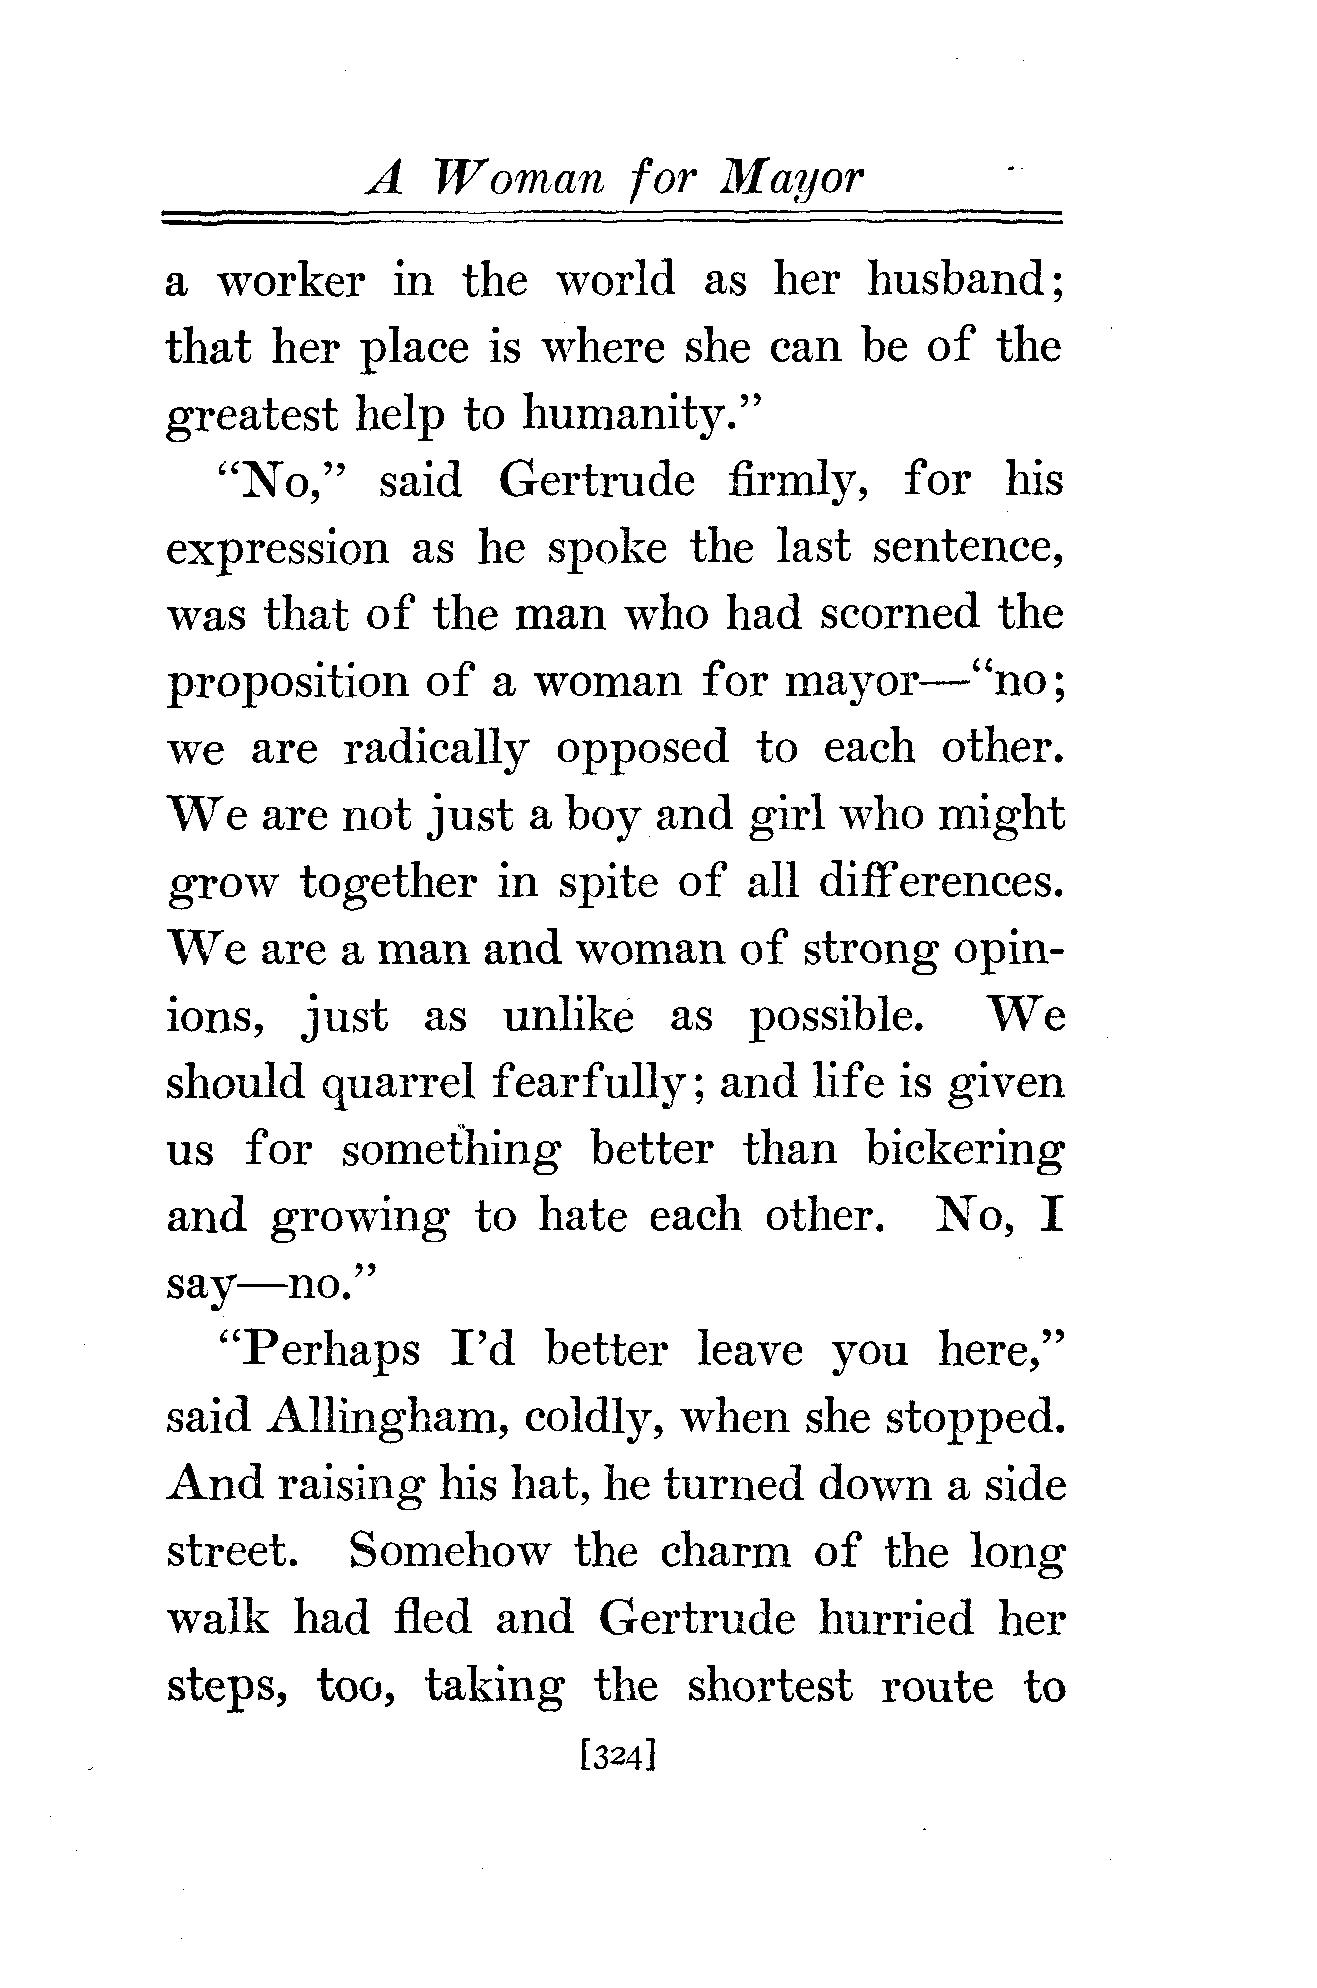 A Woman for Mayor
a worker in the world as her husband;
that her place is where she can be of the
greatest help to humanity.”
“No,” said Gertrude firmly, for his
expression as he spoke the last sentence,
was that of the man who had scorned the
proposition of a woman for mayor—“no;
we are radically opposed to each other.
We are not just a boy and girl who might
grow together in spite of all differences.
We are a man and woman of strong opin-
ions, just as unlike as possible. We
should quarrel fearfully; and life is given
us for something better than bickering
and growing to hate each other. No, I
say—no.”
“Perhaps I’d better leave you here,”
said Allingham, coldly, when she stopped.
And raising his hat, he turned down a side
street. Somehow the charm of the long
walk had fled and Gertrude hurried her
steps, too, taking the shortest route to
[324]